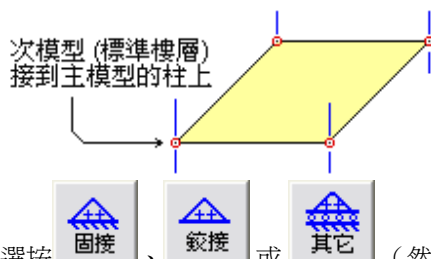 次模型 (標準樓層)
接到主模型的柱上
選按 固接 、 鉸接 或 其它 (然